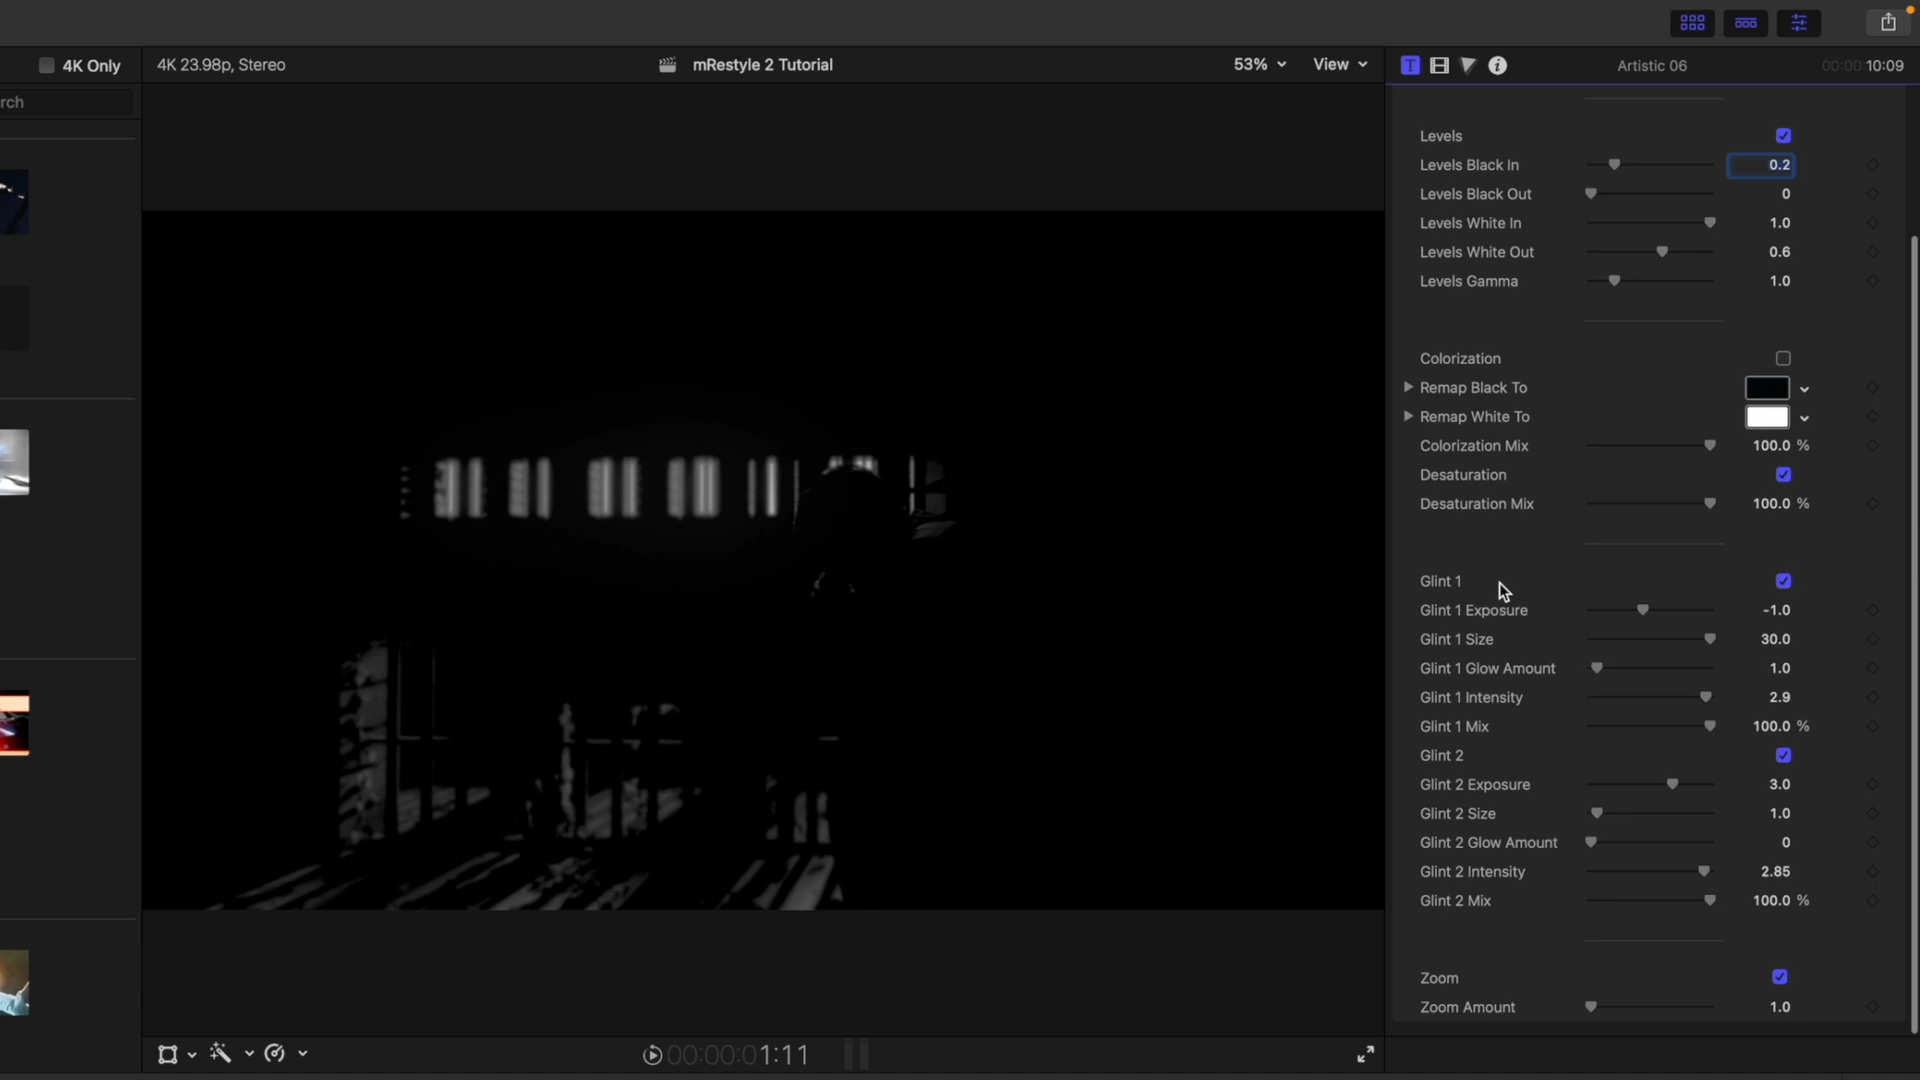 4K Only
4K 23.98p, Stereo
mRestyle 2 Tutorial
53%
View
T
i
Artistic 06
00:00:10:09
rch
Levels
Levels Black In 0.2
Levels Black Out 0
Levels White In 1.0
Levels White Out 0.6
Levels Gamma 1.0
Colorization
Remap Black To
Remap White To
Colorization Mix 100.0 %
Desaturation
Desaturation Mix 100.0 %
Glint 1
Glint 1 Exposure -1.0
Glint 1 Size 30.0
Glint 1 Glow Amount 1.0
Glint 1 Intensity 2.9
Glint 1 Mix 100.0 %
Glint 2
Glint 2 Exposure 3.0
Glint 2 Size 1.0
Glint 2 Glow Amount 0
Glint 2 Intensity 2.85
Glint 2 Mix 100.0 %
Zoom
Zoom Amount 1.0
00:00:01:11